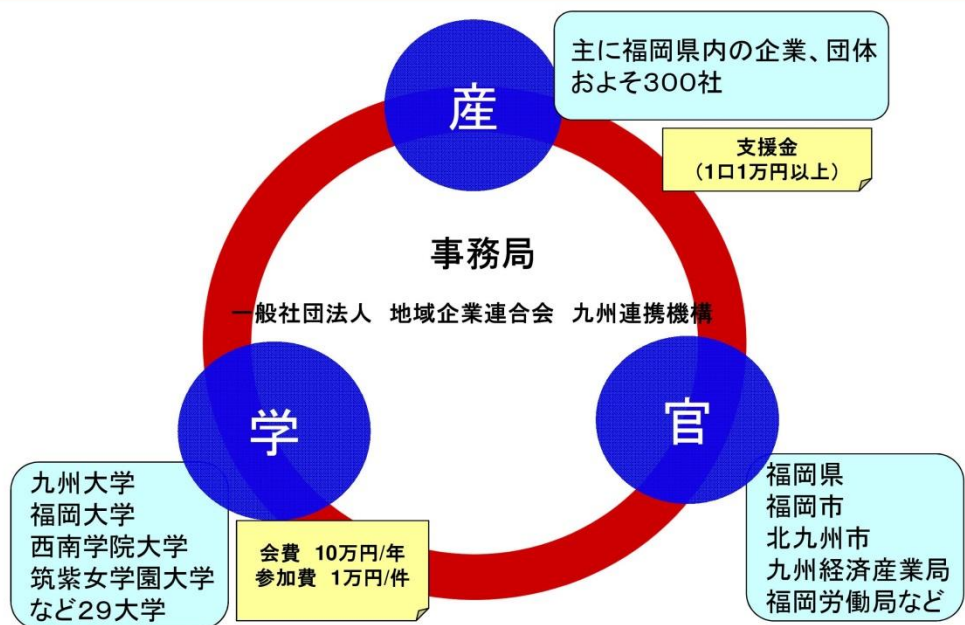 産
主に福岡県内の企業、団体
およそ300社
支援金
（1口1万円以上）
事務局
一般社団法人　地域企業連合会　九州連携機構
学
官
九州大学
福岡大学
西南学院大学
筑紫女学園大学
など29大学
会費　10万円/年
参加費　1万円/件
福岡県
福岡市
北九州市
九州経済産業局
福岡労働局など